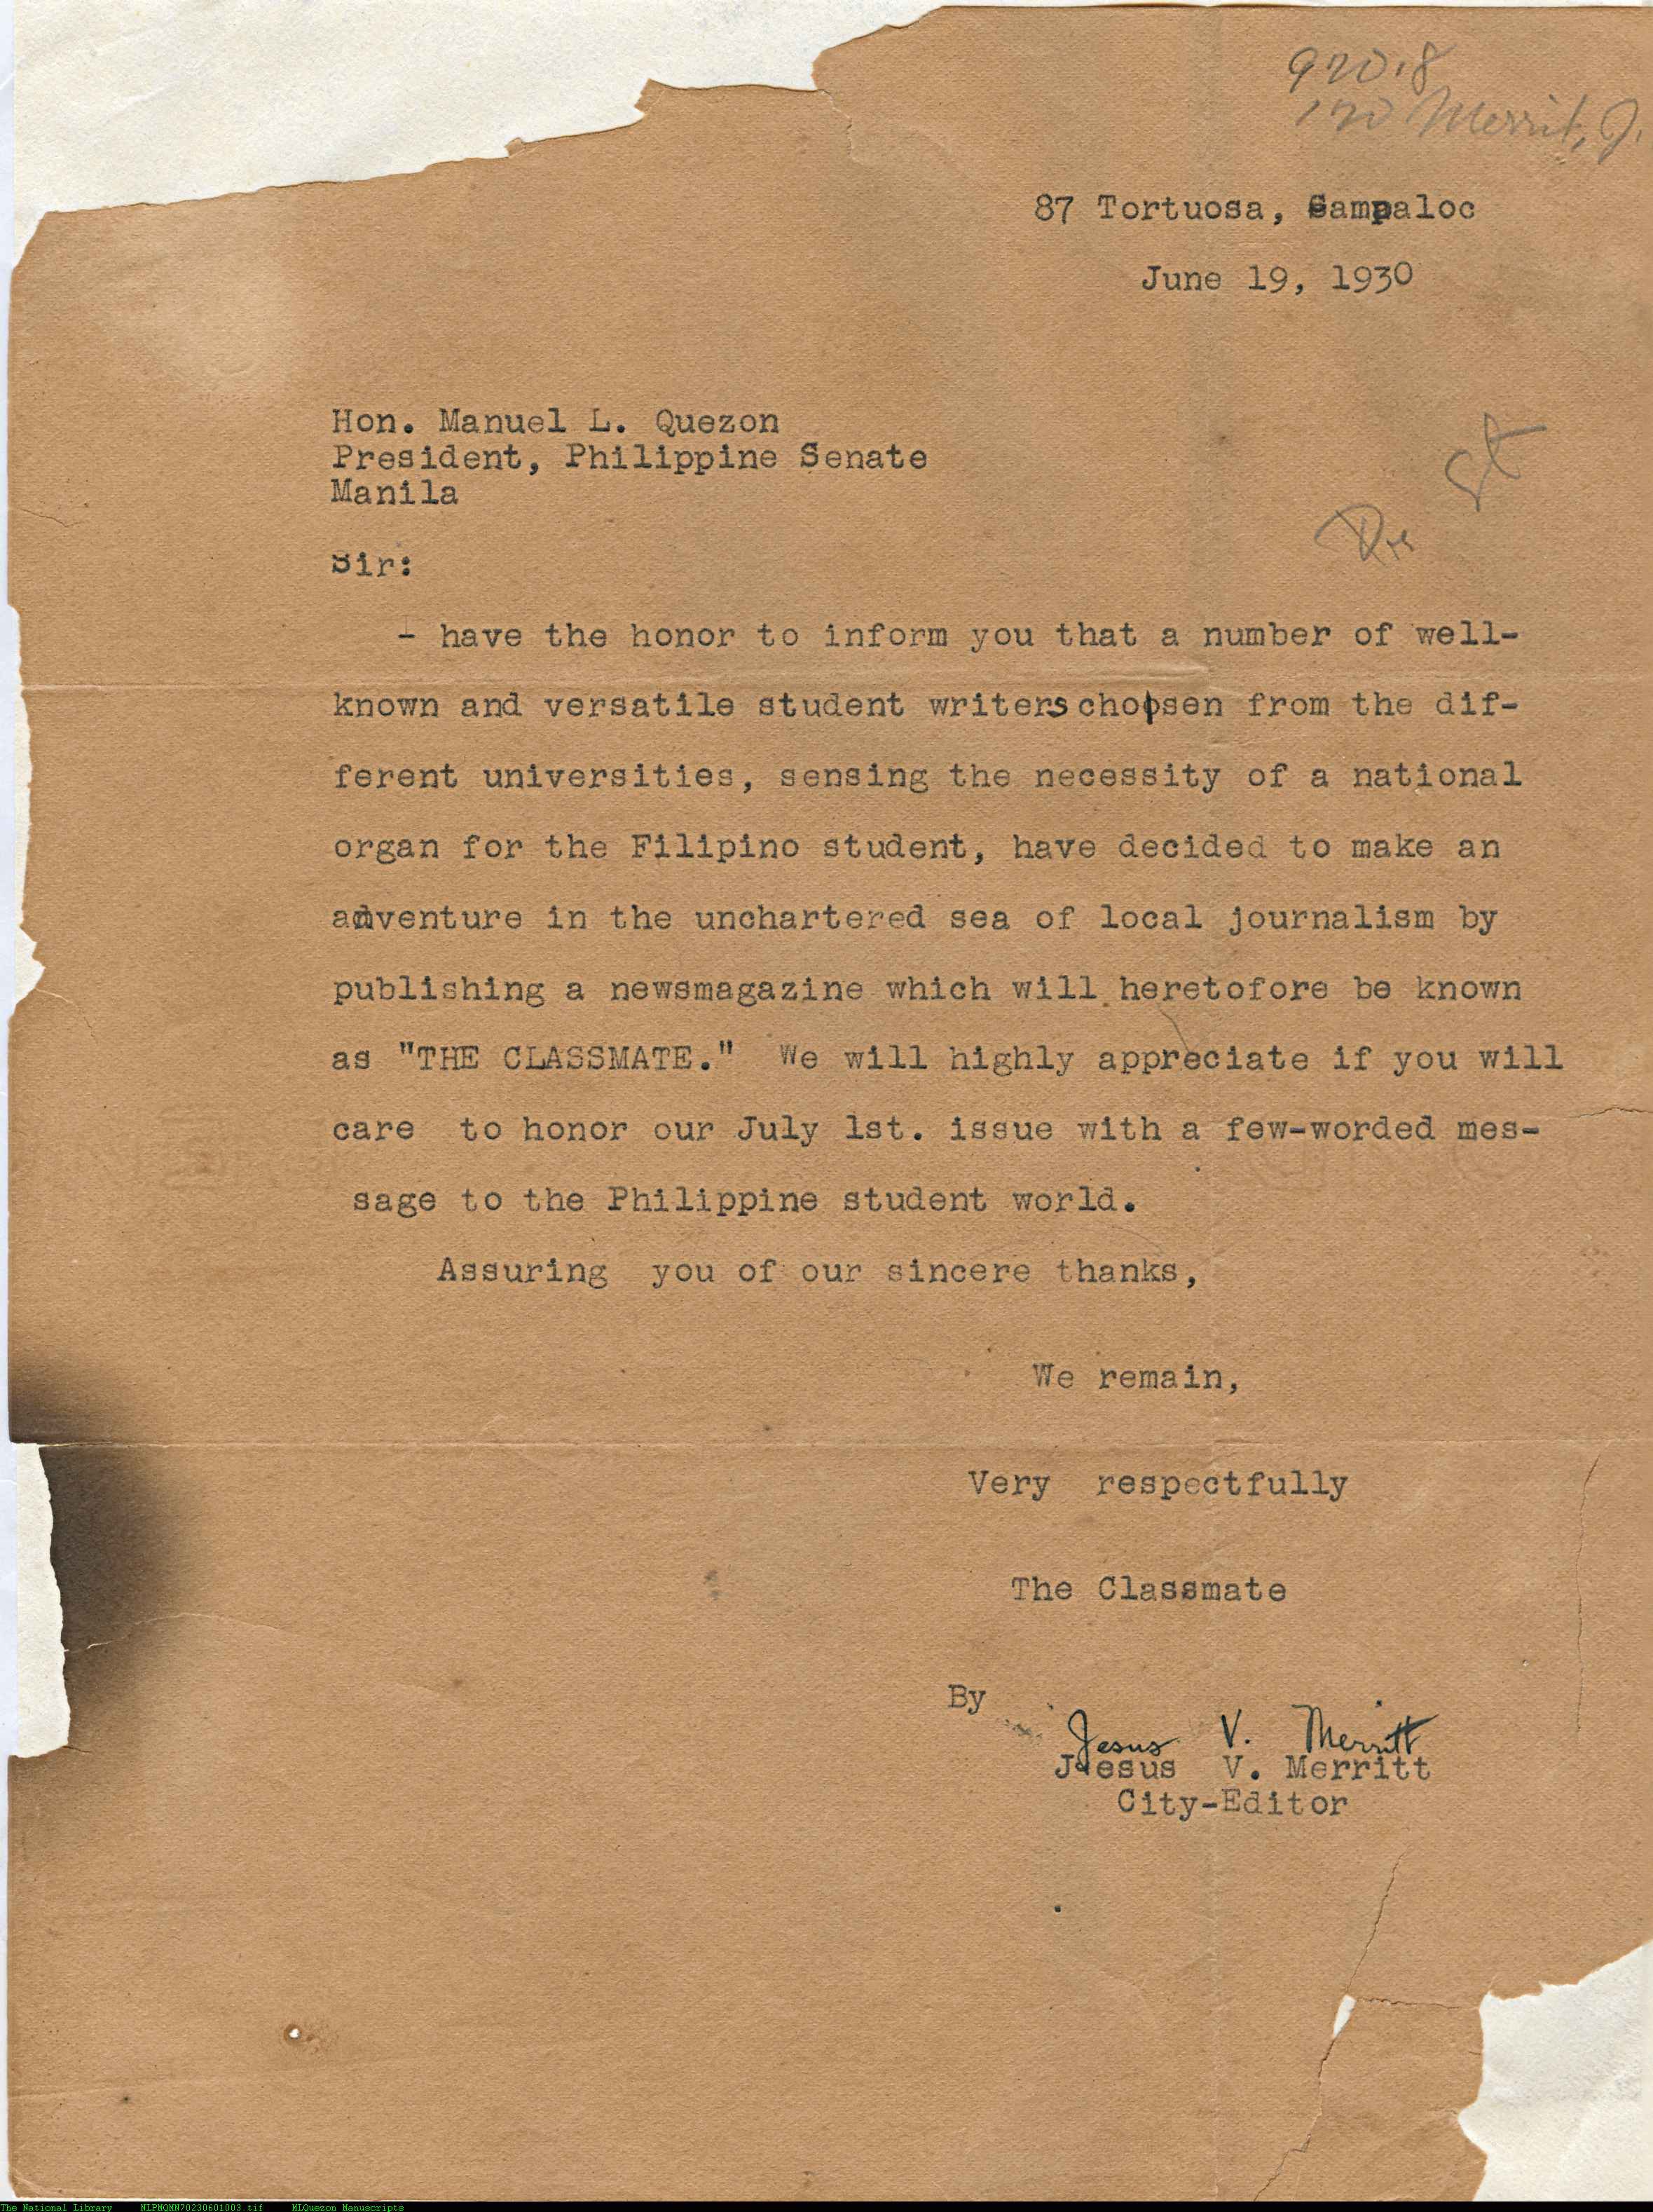 920.8
Merrit, J.
87 Tortuosa, Sampaloc
June 19, 1930
Hon. Manuel L. Quezon
President, Philippine Senate
Manila
Sir:
I have the honor to inform you that a number of well-
known and versatile student writers chosen from the dif-
ferent universities, sensing the necessity of a national
organ for the Filipino student, have decided to make an
adventure in the unchartered sea of local journalism by
publishing a newsmagazine which will heretofore be known
as "THE CLASSMATE." We will highly appreciate if you will
care to honor our July 1st. issue with a few-worded mes-
sage to the Philippine student world.
Assuring you of our sincere thanks,
We remain,
Very respectfully
The Classmate
By
Jesus V. Merritt
Jesus V. Merritt
City-Editor
The National Library NLPMQMN70230601003.tif MLQuezon Manuscripts